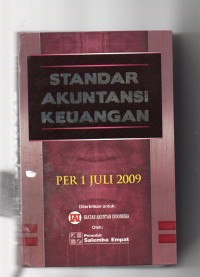 STANDAR
AKUNTANSI
KEUANGAN
PER 1 JULI 2009
Diterbitkan untuk:
IAI IKATAN AKUNTAN INDONESIA
Oleh:
Penerbit
Salemba Empat